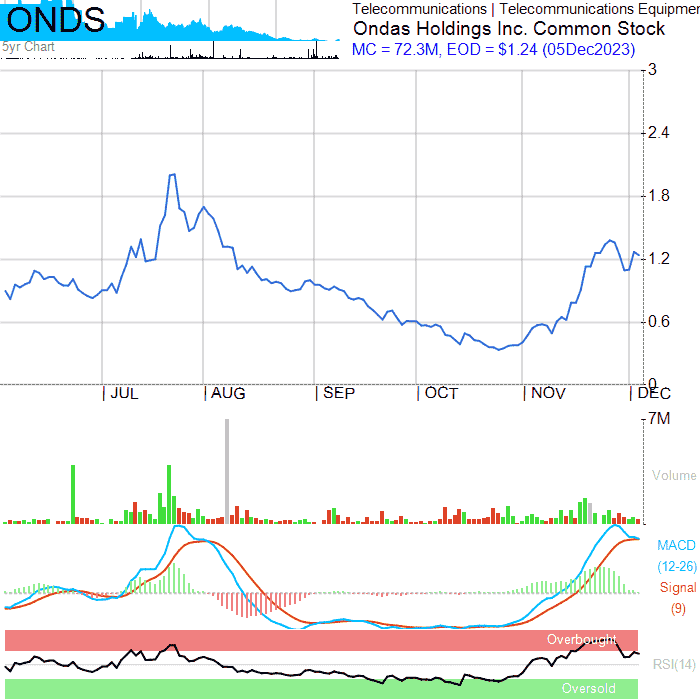 ONDS
5yr Chart
Telecommunications | Telecommunications Equipmen
Ondas Holdings Inc. Common Stock
MC = 72.3M, EOD = $1.24 (05Dec2023)
3
2.4
1.8
1.2
0.6
0
JUL AUG SEP OCT NOV DEC
7M
Volume
MACD
(12-26)
Signal
(9)
Overbought
RSI(14)
Oversold